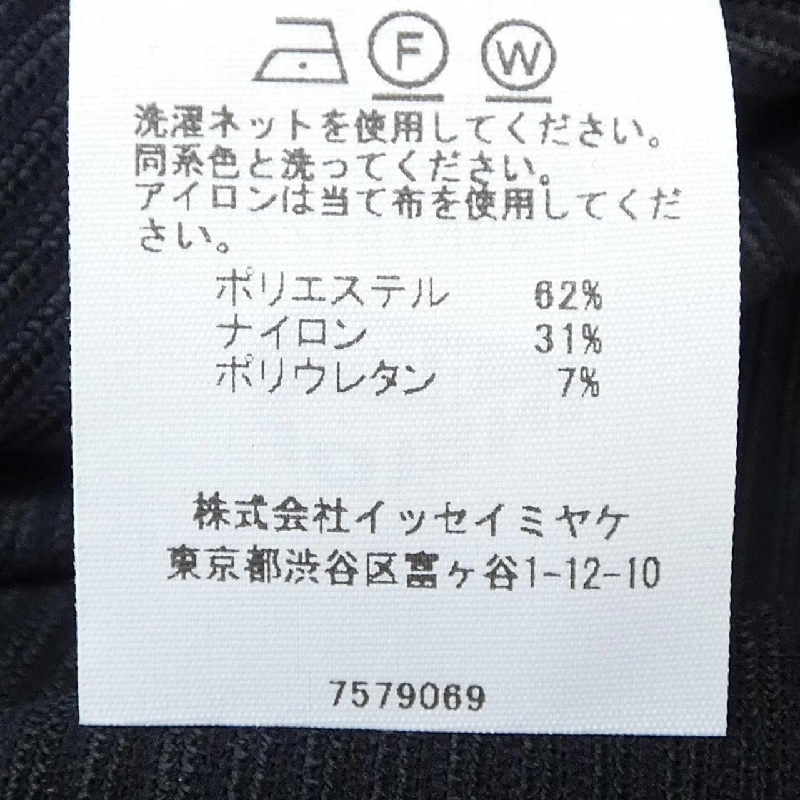 F W
洗濯ネットを使用してください。
同系色と洗ってください。
アイロンは当て布を使用してくだ
さい。
ポリエステル 62%
ナイロン 31%
ポリウレタン 7%
株式会社イッセイミヤケ
東京都渋谷区富ヶ谷1-12-10
7579069